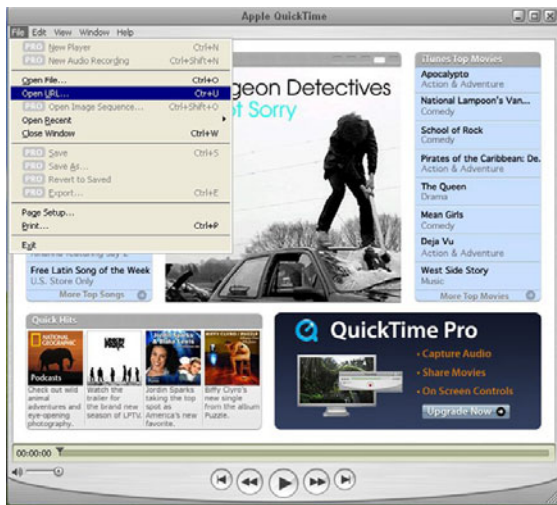 Apple QuickTime
File Edit View Window Help
PRO New Player Ctrl+N
PRO New Audio Recording Ctrl+Shift+N
Open File... Ctrl+O
Open URL... Ctrl+U
PRO Open Image Sequence... Ctrl+Shift+O
Open Recent
Close Window Ctrl+W
PRO Save Ctrl+S
PRO Save As...
PRO Revert to Saved
PRO Export... Ctrl+E
Page Setup...
Print... Ctrl+P
Exit
geon Detectives
t Sorry
Free Latin Song of the Week
U.S. Store Only
More Top Songs
iTunes Top Movies
Apocalypto
Action & Adventure
National Lampoon's Van...
Comedy
School of Rock
Comedy
Pirates of the Caribbean: De.
Action & Adventure
The Queen
Drama
Mean Girls
Comedy
Deja Vu
Action & Adventure
West Side Story
Music
More Top Movies
Quick Hits
NATIONAL GEOGRAPHIC
Podcasts
Check out wild
animal
adventures and
eye-opening
photography.
Watch the
trailer for
the brand new
season of LPTV.
Jordin Sparks
taking the top
spot as
America's new
favorite.
Biffy Clyro's
new single
from the album
Puzzle.
QuickTime Pro
• Capture Audio
• Share Movies
• On Screen Controls
Upgrade Now
00:00:00